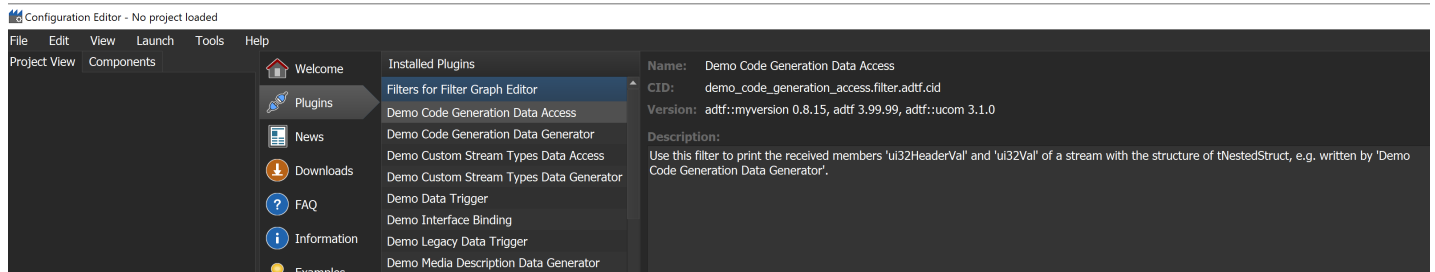 Configuration Editor - No project loaded
File Edit View Launch Tools Help
Project View Components
Welcome
Plugins
News
Downloads
FAQ
Information
Examples
Installed Plugins
Filters for Filter Graph Editor
Demo Code Generation Data Access
Demo Code Generation Data Generator
Demo Custom Stream Types Data Access
Demo Custom Stream Types Data Generator
Demo Data Trigger
Demo Interface Binding
Demo Legacy Data Trigger
Demo Media Description Data Generator
Name: Demo Code Generation Data Access
CID: demo_code_generation_access.filter.adtf.cid
Version: adtf::myversion 0.8.15, adtf 3.99.99, adtf::ucom 3.1.0
Description:
Use this filter to print the received members 'ui32HeaderVal' and 'ui32Val' of a stream with the structure of tNestedStruct, e.g. written by 'Demo
Code Generation Data Generator'.